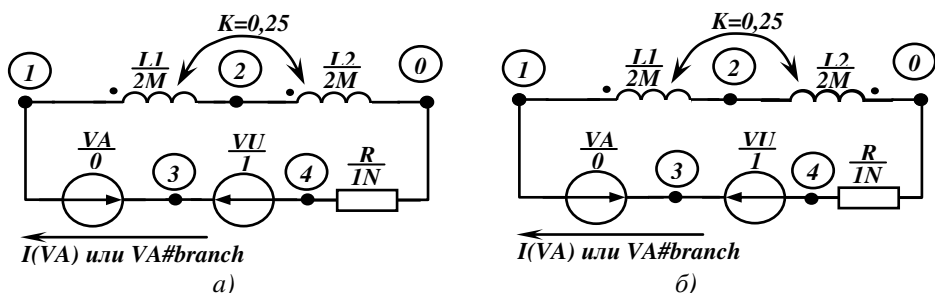 K=0,25
1
L1
2M
2
L2
2M
0
VA
0
3
VU
1
4
R
1N
I(VA) или VA#branch
а)
K=0,25
1
L1
2M
2
L2
2M
0
VA
0
3
VU
1
4
R
1N
I(VA) или VA#branch
б)